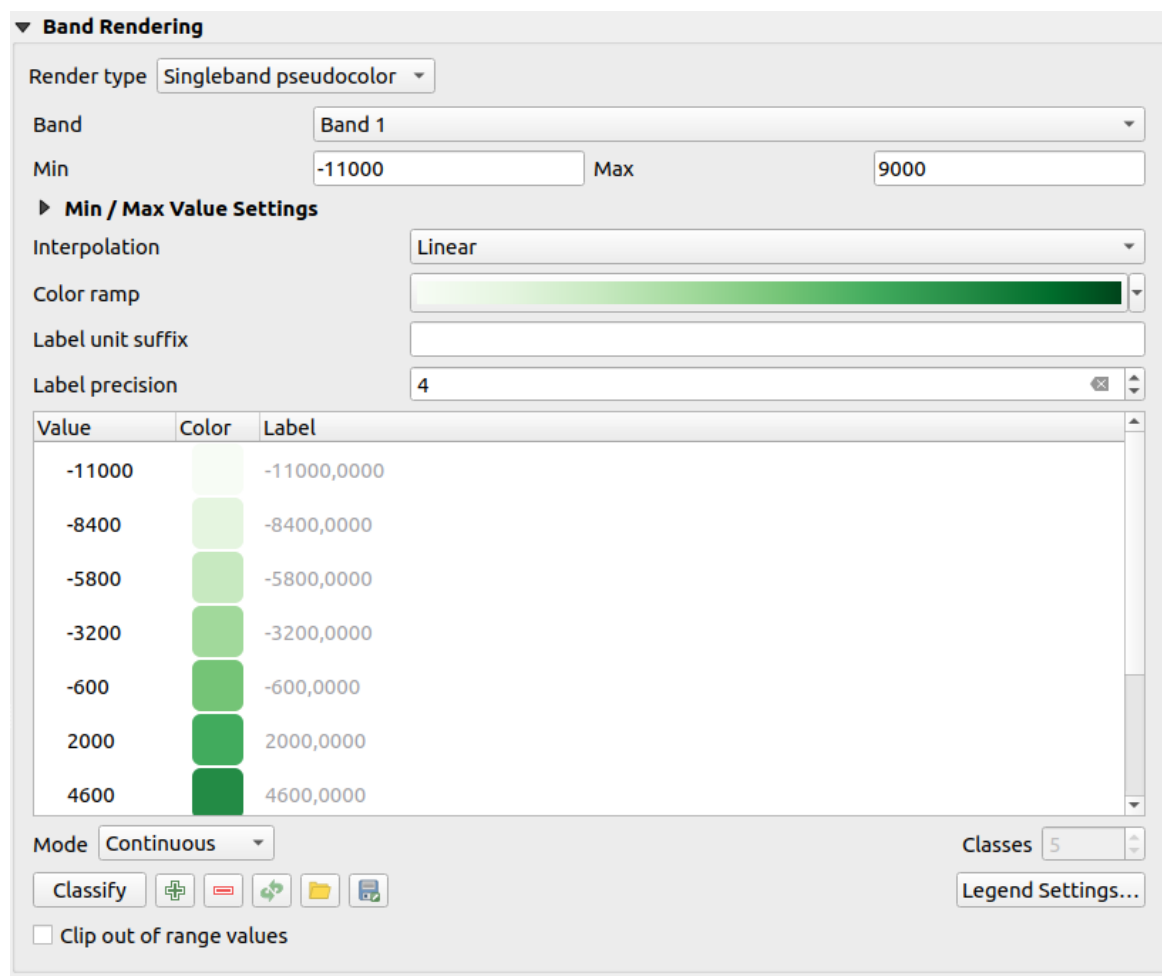 Band Rendering
Render type Singleband pseudocolor
Band Band 1
Min -11000 Max 9000
Min / Max Value Settings
Interpolation Linear
Color ramp
Label unit suffix
Label precision 4
Value Color Label
-11000 -11000,0000
-8400 -8400,0000
-5800 -5800,0000
-3200 -3200,0000
-600 -600,0000
2000 2000,0000
4600 4600,0000
Mode Continuous Classes 5
Classify Legend Settings...
Clip out of range values